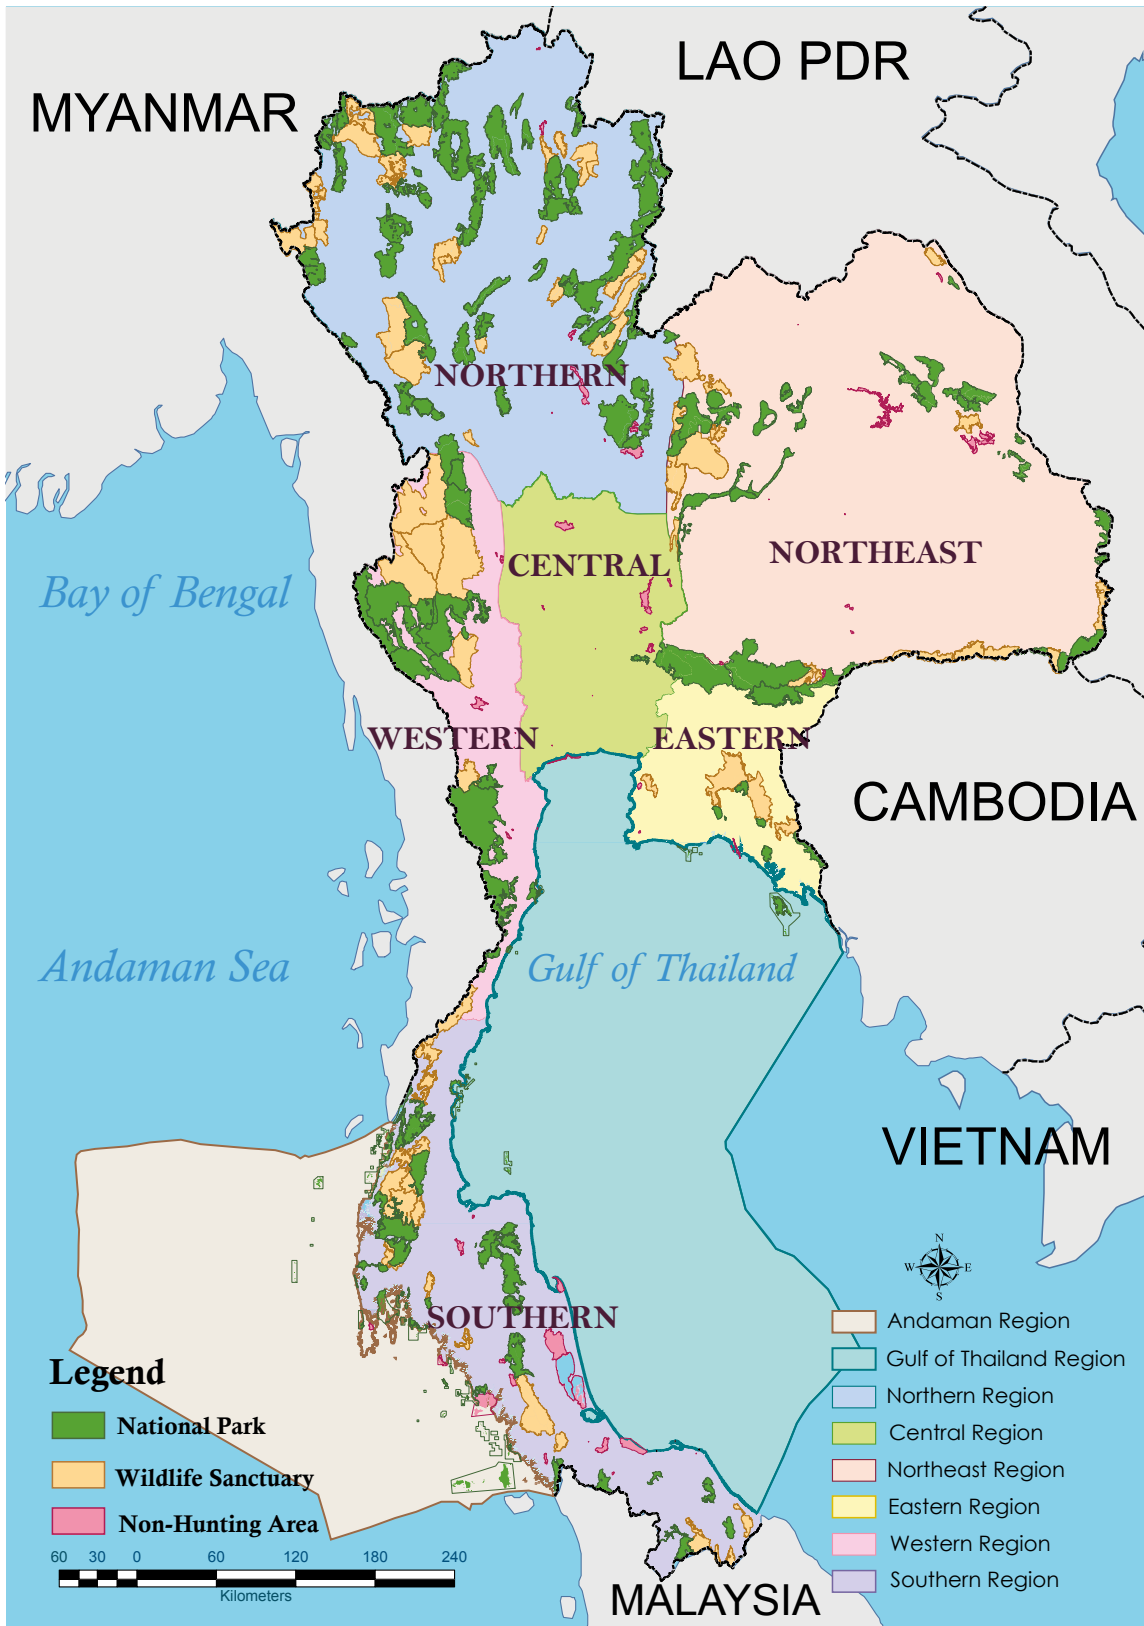 LAO PDR
MYANMAR
NORTHERN
CENTRAL
NORTHEAST
Bay of Bengal
WESTERN
EASTERN
CAMBODIA
Andaman Sea
Gulf of Thailand
VIETNAM
N
W
E
S
SOUTHERN
Andaman Region
Gulf of Thailand Region
Northern Region
Central Region
Northeast Region
Eastern Region
Western Region
Southern Region
Legend
National Park
Wildlife Sanctuary
Non-Hunting Area
60 30 0 60 120 180 240
Kilometers
MALAYSIA